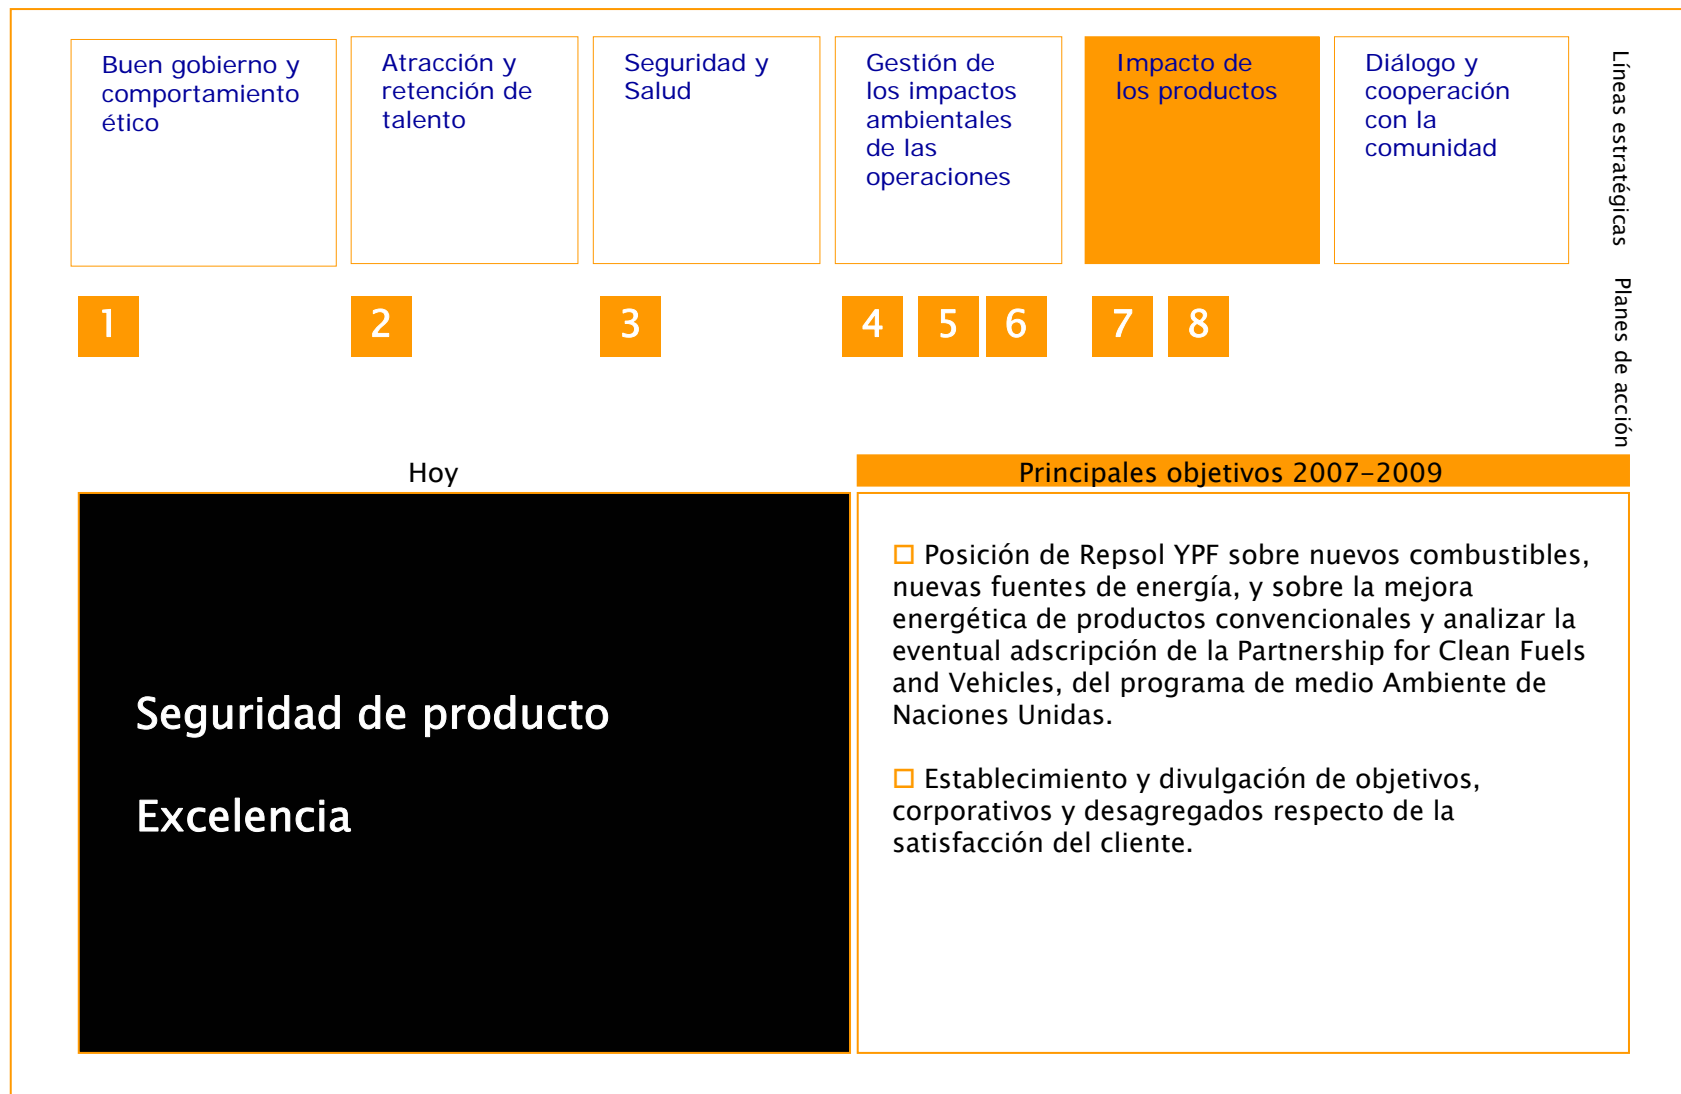 Buen gobierno y
comportamiento
ético
Atracción y
retención de
talento
Seguridad y
Salud
Gestión de
los impactos
ambientales
de las
operaciones
Impacto de
los productos
Diálogo y
cooperación
con la
comunidad
Líneas estratégicas
1
2
3
4
5
6
7
8
Planes de acción
Hoy
Principales objetivos 2007-2009
Seguridad de producto
Excelencia
Posición de Repsol YPF sobre nuevos combustibles,
nuevas fuentes de energía, y sobre la mejora
energética de productos convencionales y analizar la
eventual adscripción de la Partnership for Clean Fuels
and Vehicles, del programa de medio Ambiente de
Naciones Unidas.
Establecimiento y divulgación de objetivos,
corporativos y desagregados respecto de la
satisfacción del cliente.